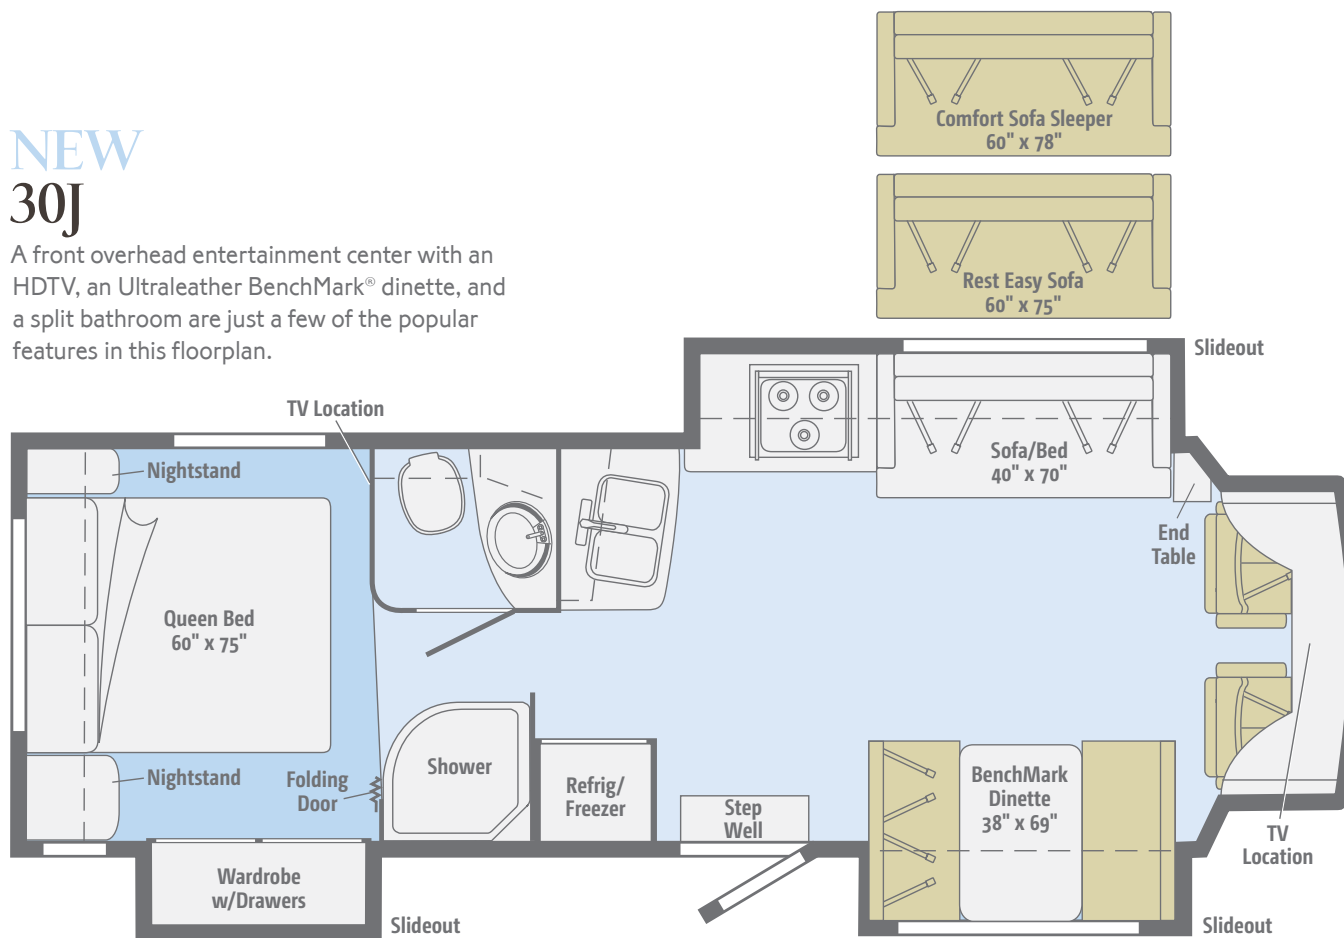 NEW
30J
A front overhead entertainment center with an
HDTV, an Ultraleather BenchMark® dinette, and
a split bathroom are just a few of the popular
features in this floorplan.
Comfort Sofa Sleeper
60" x 78"
Rest Easy Sofa
60" x 75"
Slideout
TV Location
Nightstand
Sofa/Bed
40" x 70"
End
Table
Queen Bed
60" x 75"
Nightstand
Folding
Door
Shower
Refrig/
Freezer
Step
Well
BenchMark
Dinette
38" x 69"
TV
Location
Wardrobe
w/Drawers
Slideout
Slideout